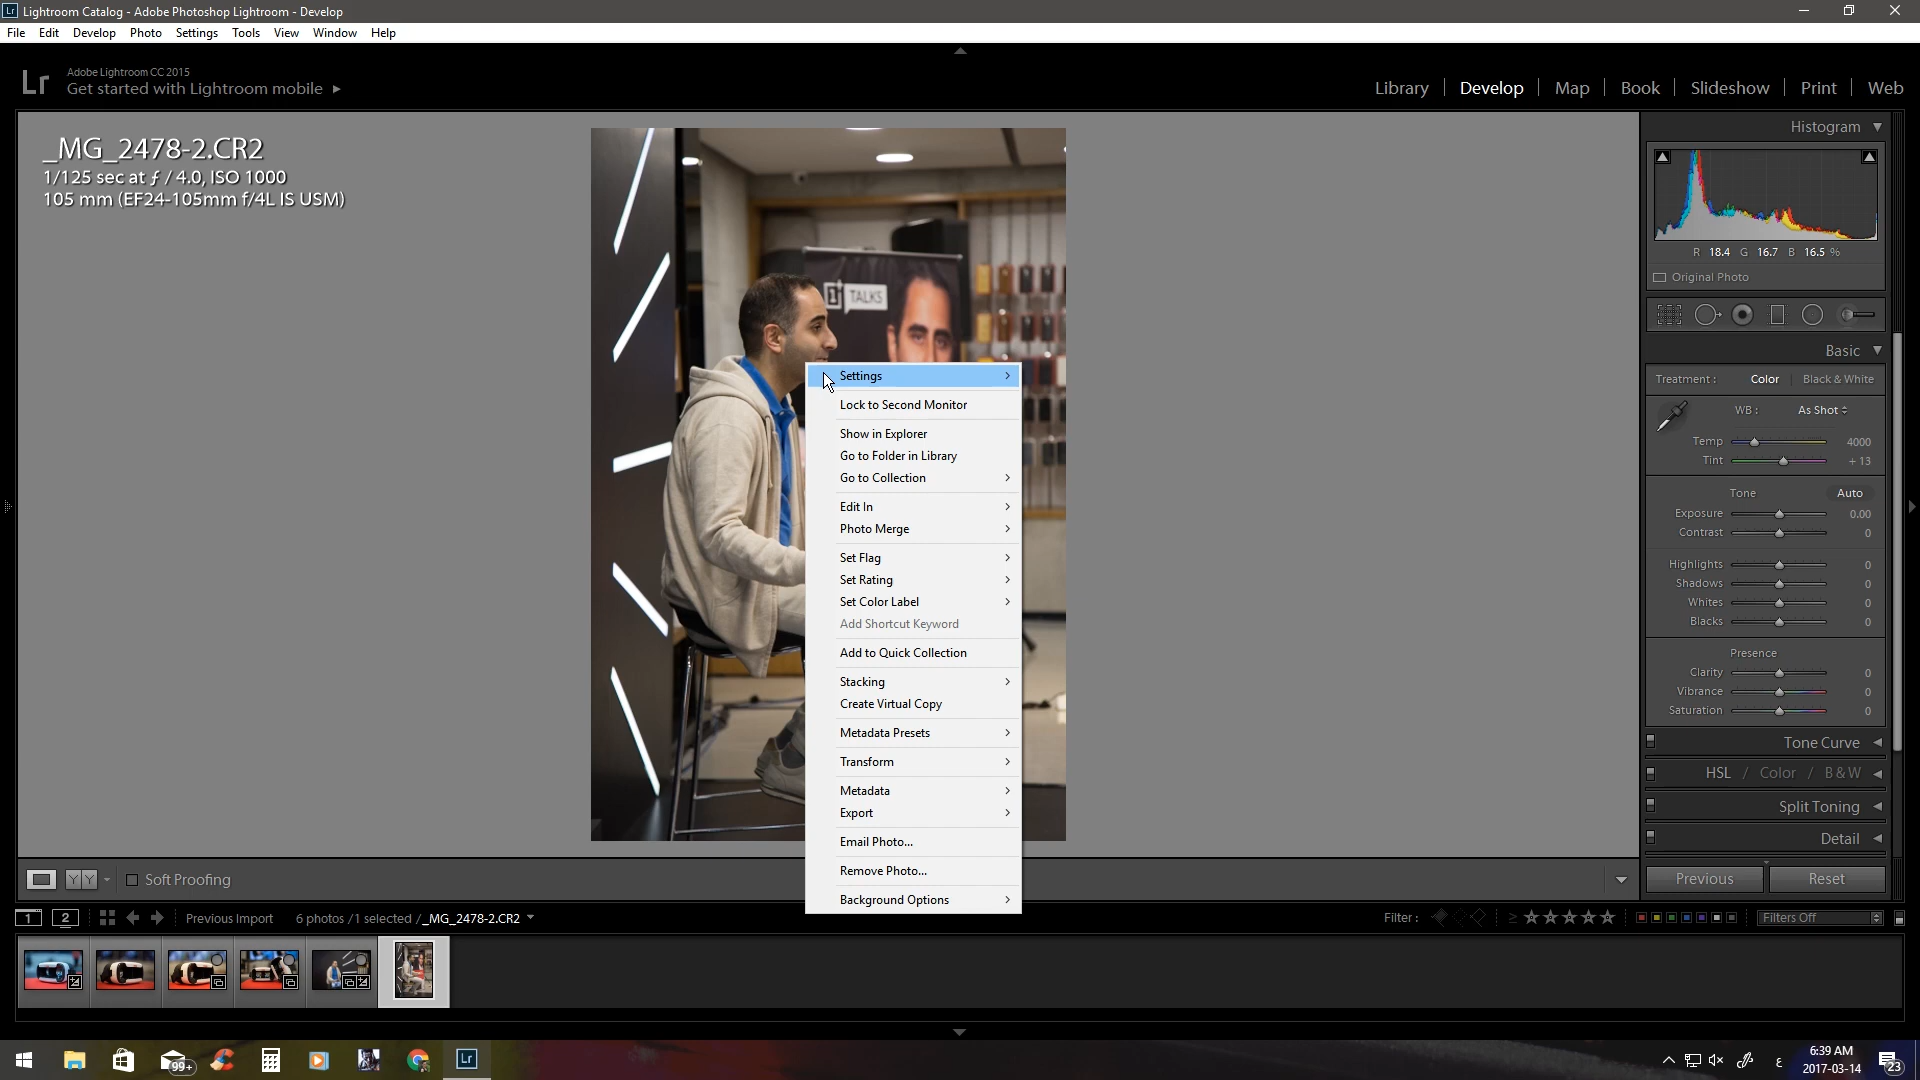 Lr Lightroom Catalog - Adobe Photoshop Lightroom - Develop
File Edit Develop Photo Settings Tools View Window Help
Lr Adobe Lightroom CC 2015
Get started with Lightroom mobile
Library Develop Map Book Slideshow Print Web
_MG_2478-2.CR2
1/125 sec at ƒ / 4.0, ISO 1000
105 mm (EF24-105mm f/4L IS USM)
1+ TALKS
Settings
Lock to Second Monitor
Show in Explorer
Go to Folder in Library
Go to Collection
Edit In
Photo Merge
Set Flag
Set Rating
Set Color Label
Add Shortcut Keyword
Add to Quick Collection
Stacking
Create Virtual Copy
Metadata Presets
Transform
Metadata
Export
Email Photo...
Remove Photo...
Background Options
Histogram
R 18.4 G 16.7 B 16.5 %
Original Photo
Basic
Treatment : Color Black & White
WB : As Shot
Temp 4000
Tint + 13
Tone Auto
Exposure 0.00
Contrast 0
Highlights 0
Shadows 0
Whites 0
Blacks 0
Presence
Clarity 0
Vibrance 0
Saturation 0
Tone Curve
HSL / Color / B & W
Split Toning
Detail
Previous Reset
Y Y Soft Proofing
1 2 Previous Import 6 photos / 1 selected / _MG_2478-2.CR2
Filter : ≥ Filters Off
99+ Lr ع 6:39 AM
2017-03-14 23